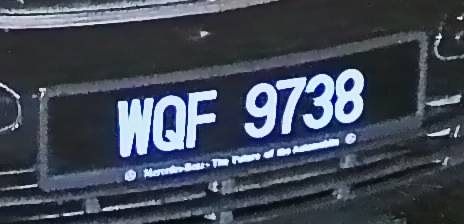 WQF 9738
Mercedes-Benz - The Future of the Automobile